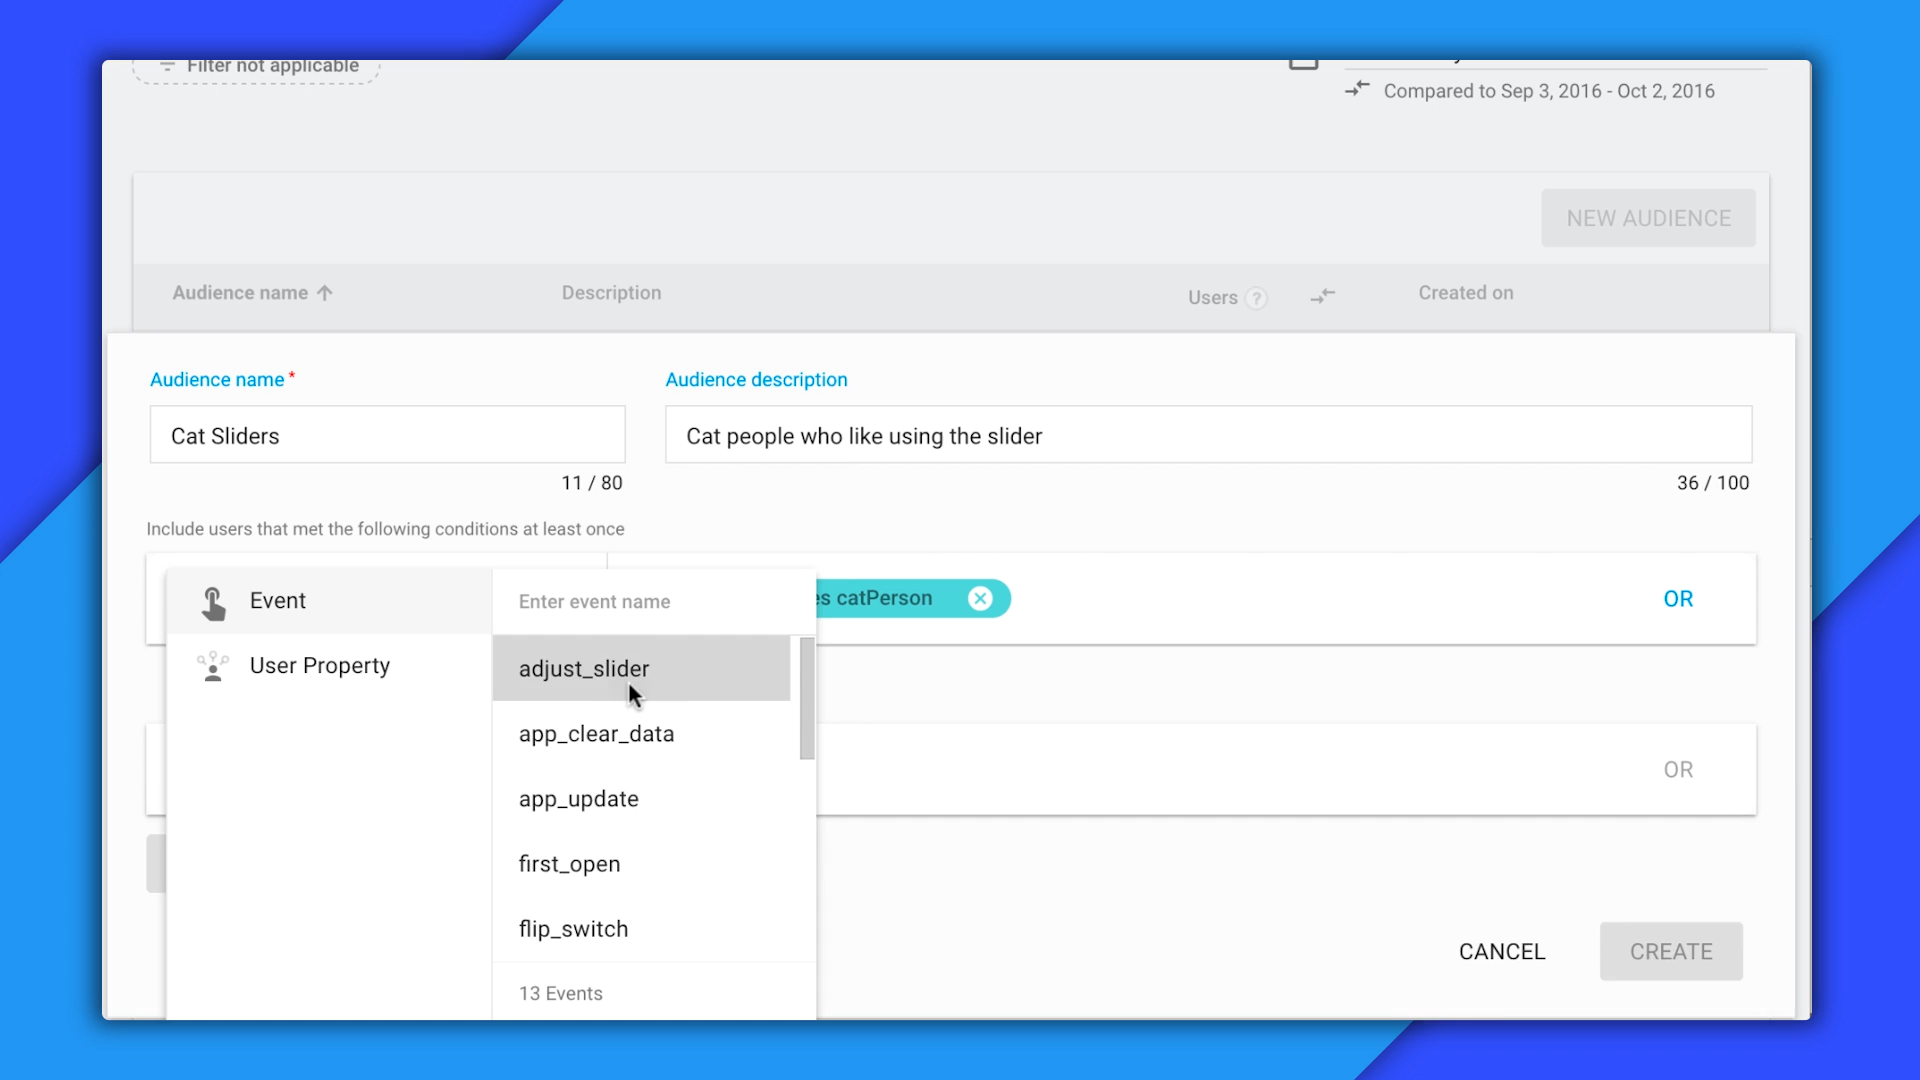 Filter not applicable
Compared to Sep 3, 2016 - Oct 2, 2016
NEW AUDIENCE
Audience name
Description
Users ?
Created on
Audience name *
Audience description
Cat Sliders
Cat people who like using the slider
11 / 80
36 / 100
Include users that met the following conditions at least once
Event
Enter event name
catPerson
OR
User Property
adjust_slider
app_clear_data
OR
app_update
first_open
flip_switch
CANCEL
CREATE
13 Events